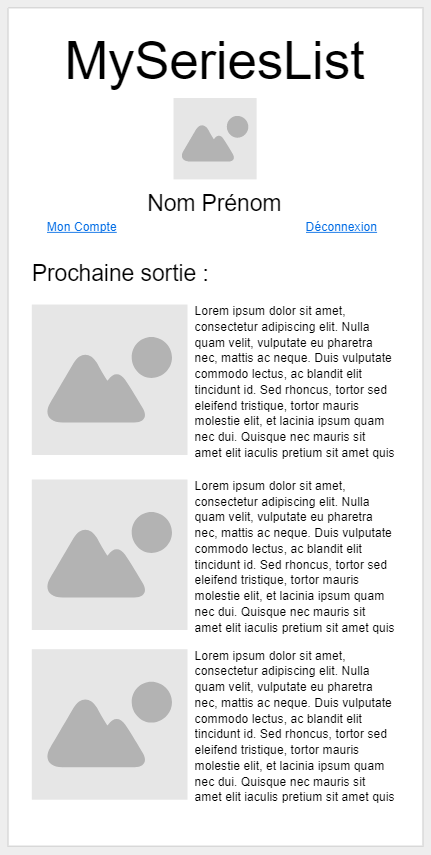 MySeriesList
Nom Prénom
Mon Compte
Déconnexion
Prochaine sortie :
Lorem ipsum dolor sit amet,
consectetur adipiscing elit. Nulla
quam velit, vulputate eu pharetra
nec, mattis ac neque. Duis vulputate
commodo lectus, ac blandit elit
tincidunt id. Sed rhoncus, tortor sed
eleifend tristique, tortor mauris
molestie elit, et lacinia ipsum quam
nec dui. Quisque nec mauris sit
amet elit iaculis pretium sit amet quis
Lorem ipsum dolor sit amet,
consectetur adipiscing elit. Nulla
quam velit, vulputate eu pharetra
nec, mattis ac neque. Duis vulputate
commodo lectus, ac blandit elit
tincidunt id. Sed rhoncus, tortor sed
eleifend tristique, tortor mauris
molestie elit, et lacinia ipsum quam
nec dui. Quisque nec mauris sit
amet elit iaculis pretium sit amet quis
Lorem ipsum dolor sit amet,
consectetur adipiscing elit. Nulla
quam velit, vulputate eu pharetra
nec, mattis ac neque. Duis vulputate
commodo lectus, ac blandit elit
tincidunt id. Sed rhoncus, tortor sed
eleifend tristique, tortor mauris
molestie elit, et lacinia ipsum quam
nec dui. Quisque nec mauris sit
amet elit iaculis pretium sit amet quis